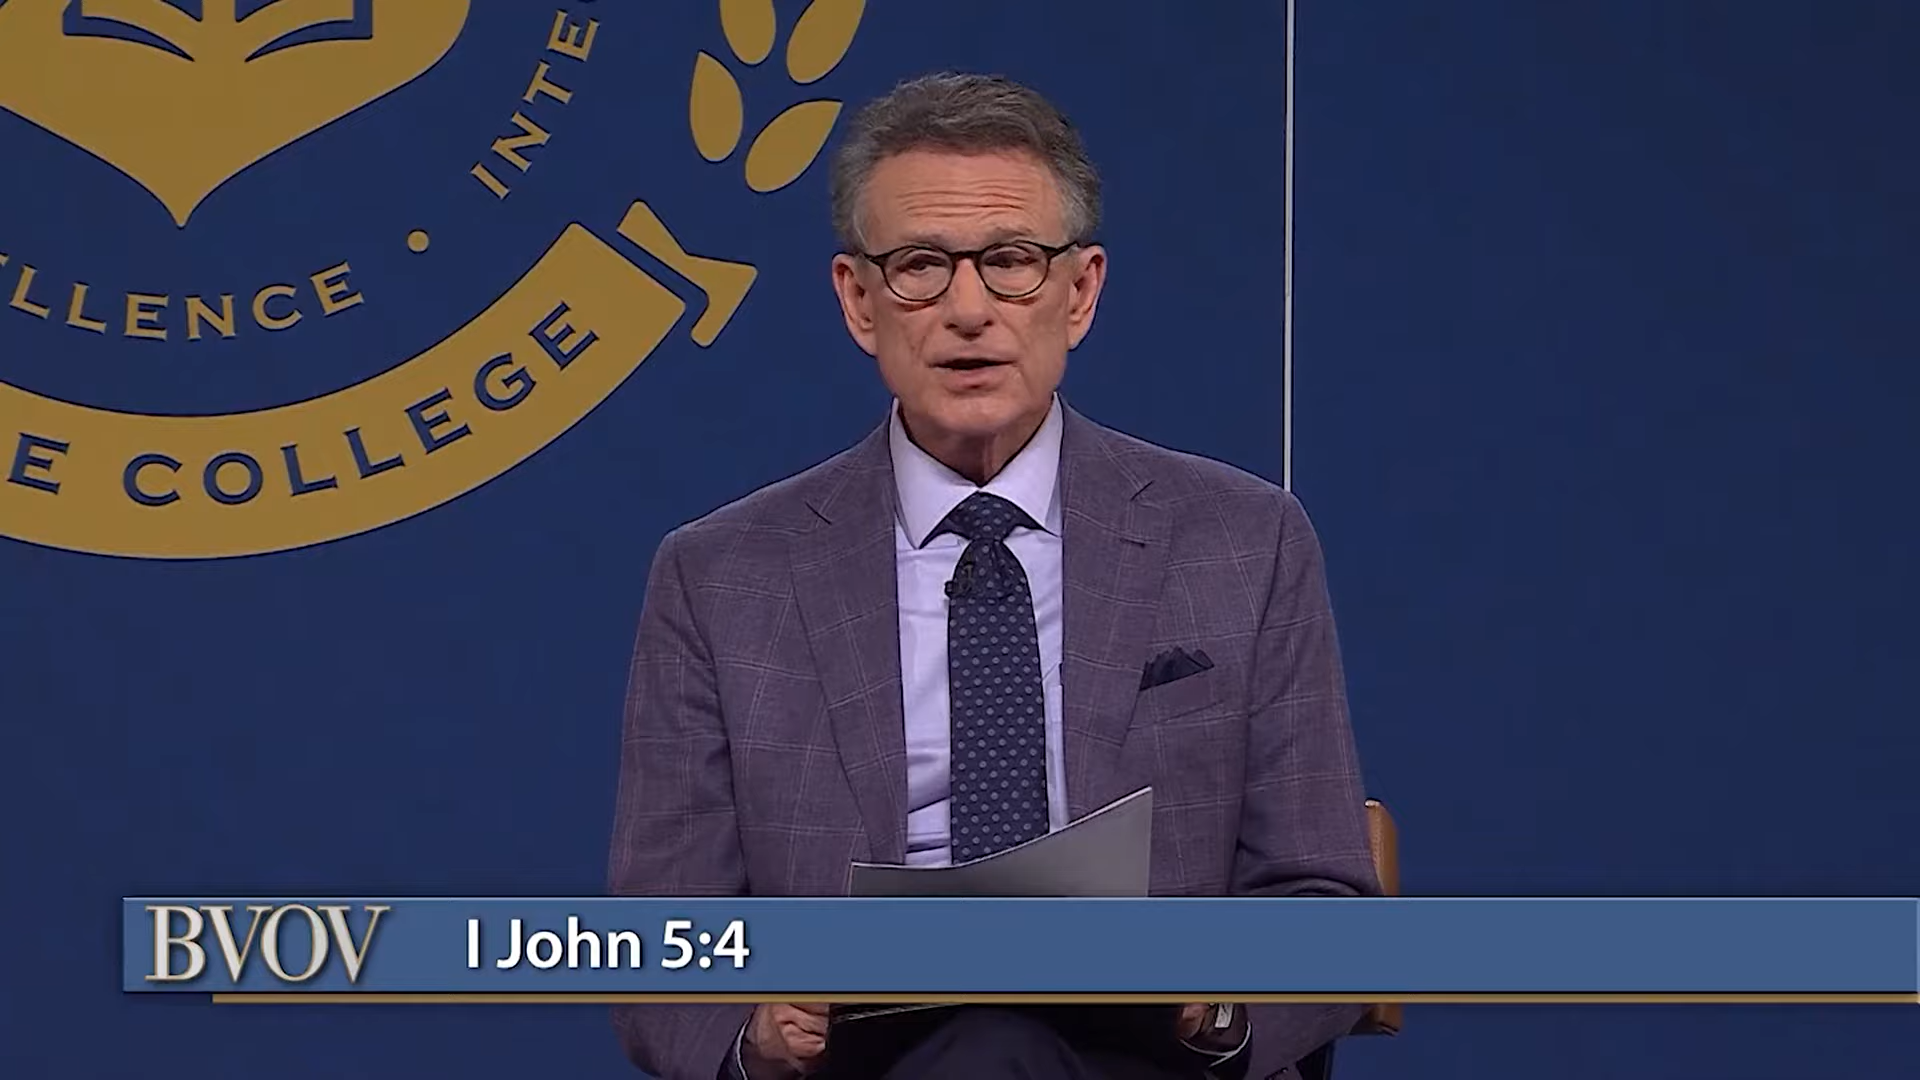 INTE
LLENCE •
E COLLEGE
BVOV
I John 5:4